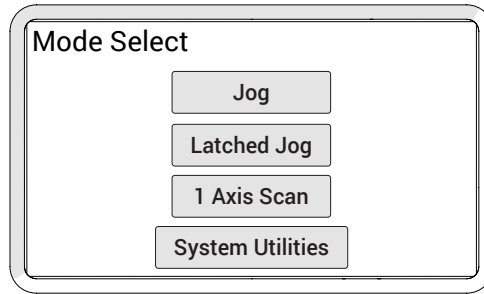 Mode Select
Jog
Latched Jog
1 Axis Scan
System Utilities